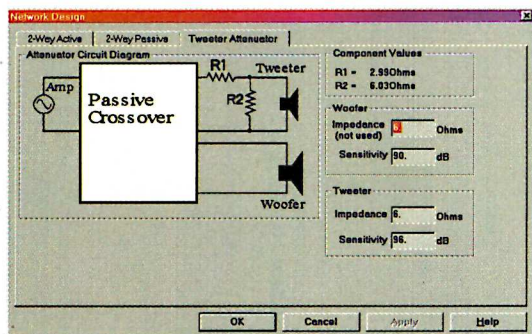 Network Design
2-Way Active
2-Way Passive
Tweeter Attenuator
Attenuator Circuit Diagram
Amp
Passive
Crossover
R1
R2
Tweeter
Woofer
Component Values
R1 = 2.99Ohms
R2 = 6.03Ohms
Woofer
Impedance 6. Ohms
(not used)
Sensitivity 90. dB
Tweeter
Impedance 6. Ohms
Sensitivity 96. dB
OK
Cancel
Apply
Help